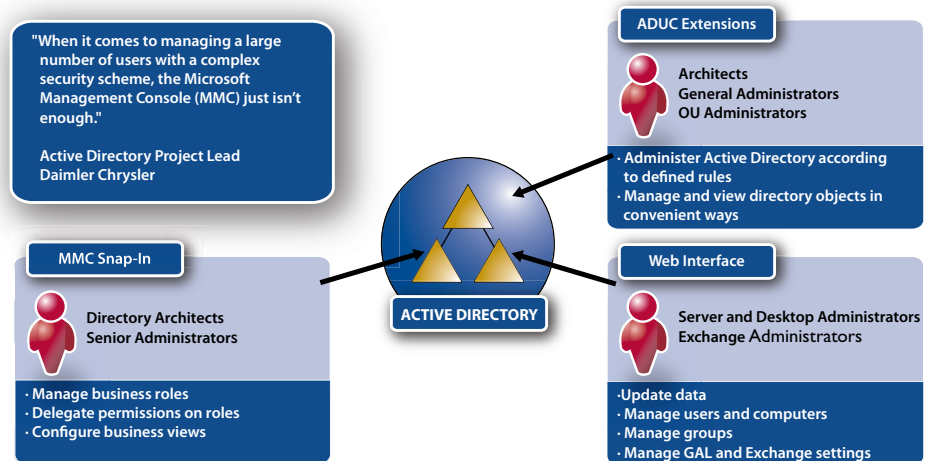 "When it comes to managing a large
number of users with a complex
security scheme, the Microsoft
Management Console (MMC) just isn't
enough."
Active Directory Project Lead
Daimler Chrysler
ADUC Extensions
Architects
General Administrators
OU Administrators
· Administer Active Directory according
to defined rules
· Manage and view directory objects in
convenient ways
ACTIVE DIRECTORY
MMC Snap-In
Directory Architects
Senior Administrators
· Manage business roles
· Delegate permissions on roles
· Configure business views
Web Interface
Server and Desktop Administrators
Exchange Administrators
·Update data
· Manage users and computers
· Manage groups
· Manage GAL and Exchange settings